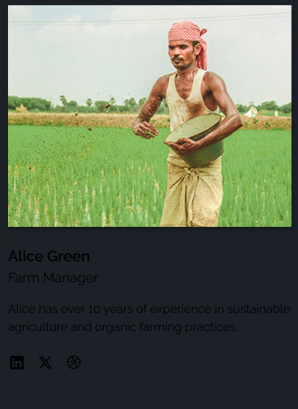 Alice Green
Farm Manager
Alice has over 10 years of experience in sustainable
agriculture and organic farming practices.